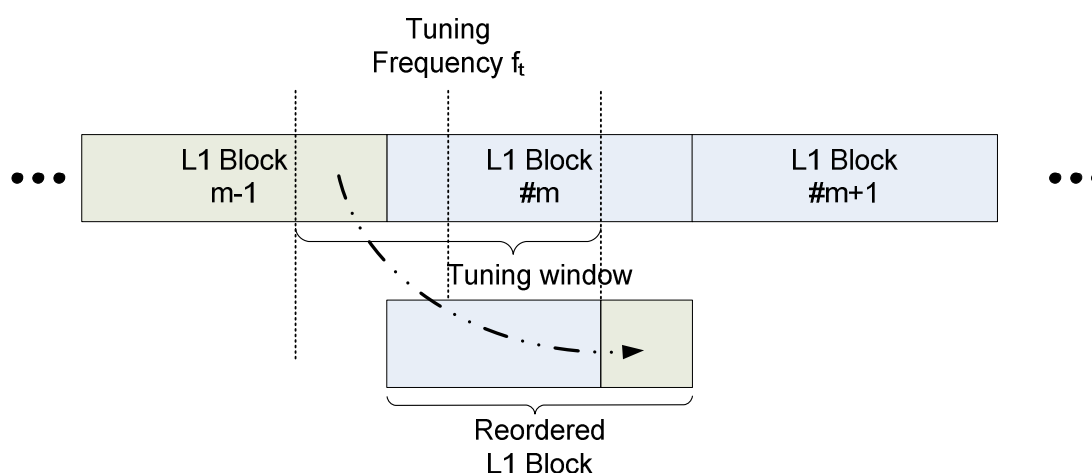 Tuning
Frequency ft
L1 Block
m-1
L1 Block
#m
L1 Block
#m+1
Tuning window
Reordered
L1 Block